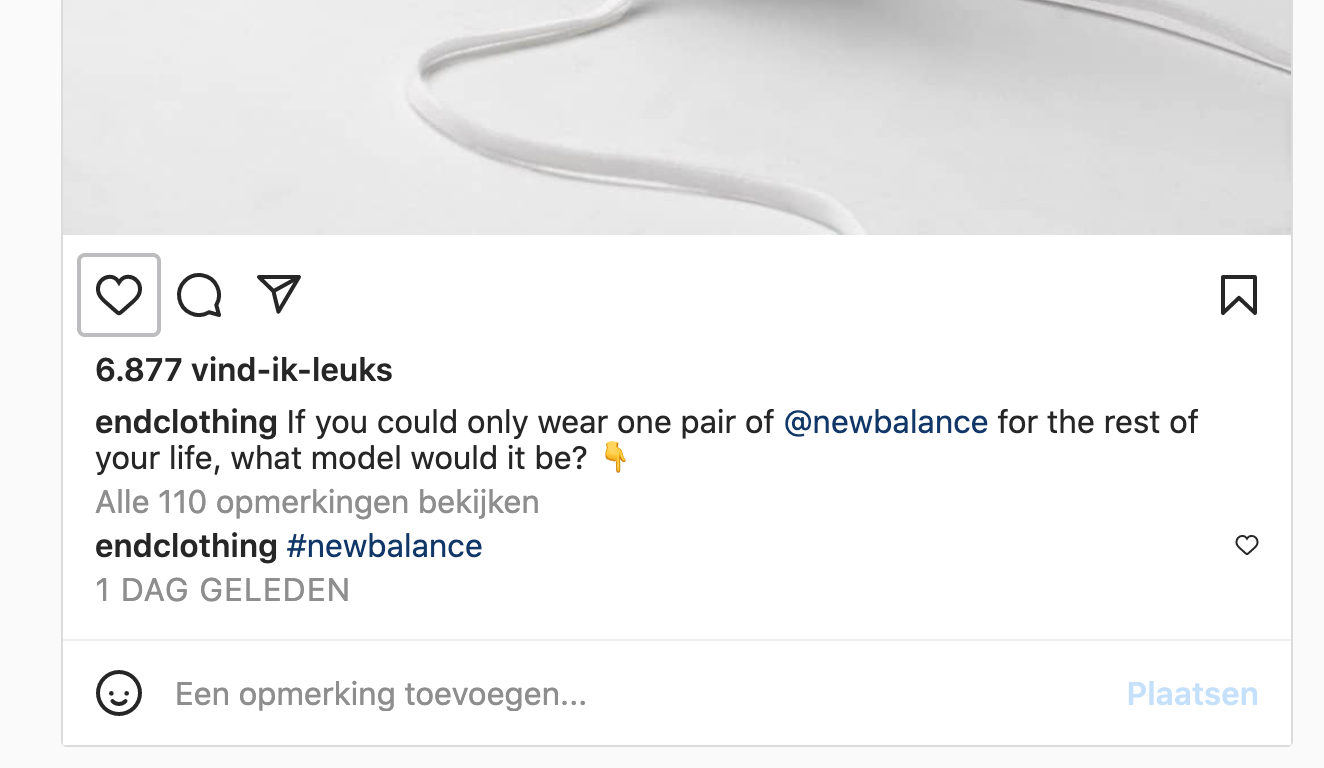 6.877 vind-ik-leuks
endclothing If you could only wear one pair of @newbalance for the rest of
your life, what model would it be? 👇
Alle 110 opmerkingen bekijken
endclothing #newbalance
1 DAG GELEDEN
Een opmerking toevoegen...
Plaatsen